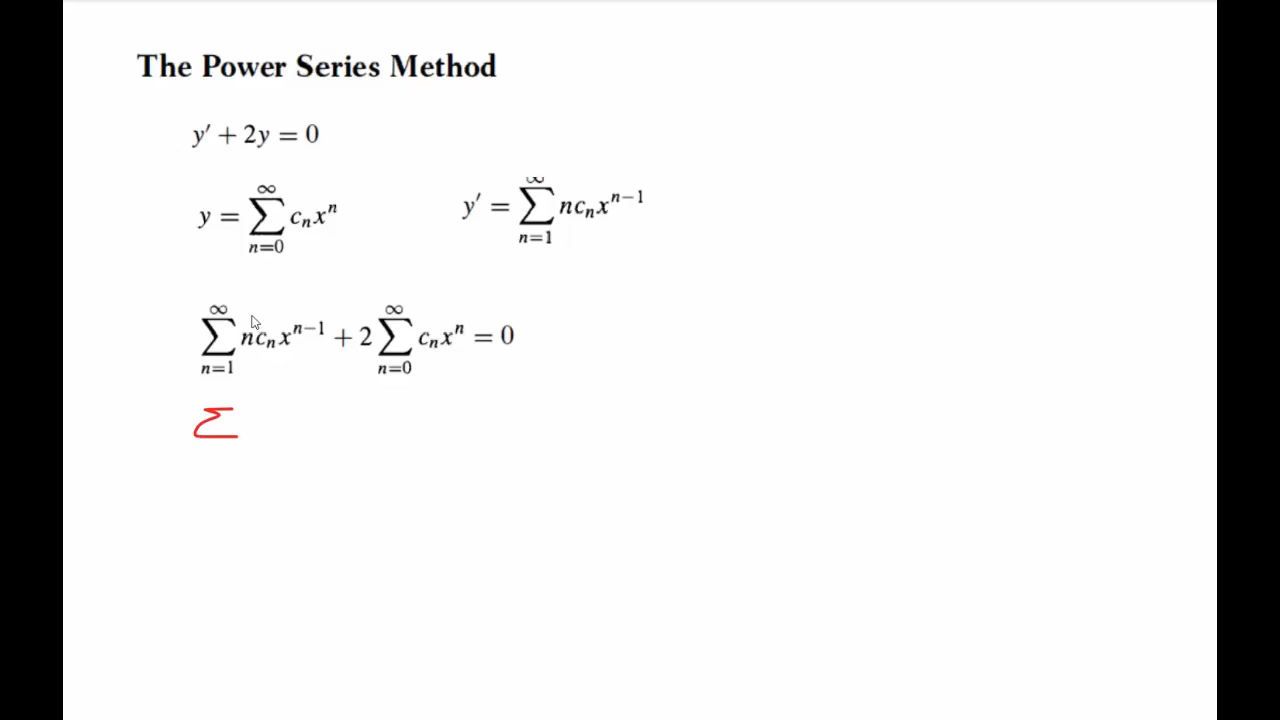 The Power Series Method
y′ + 2y = 0
y = ∑_{n=0}^{∞} c_n x^n    y′ = ∑_{n=1}^{∞} n c_n x^{n−1}
∑_{n=1}^{∞} n c_n x^{n−1} + 2 ∑_{n=0}^{∞} c_n x^n = 0
∑